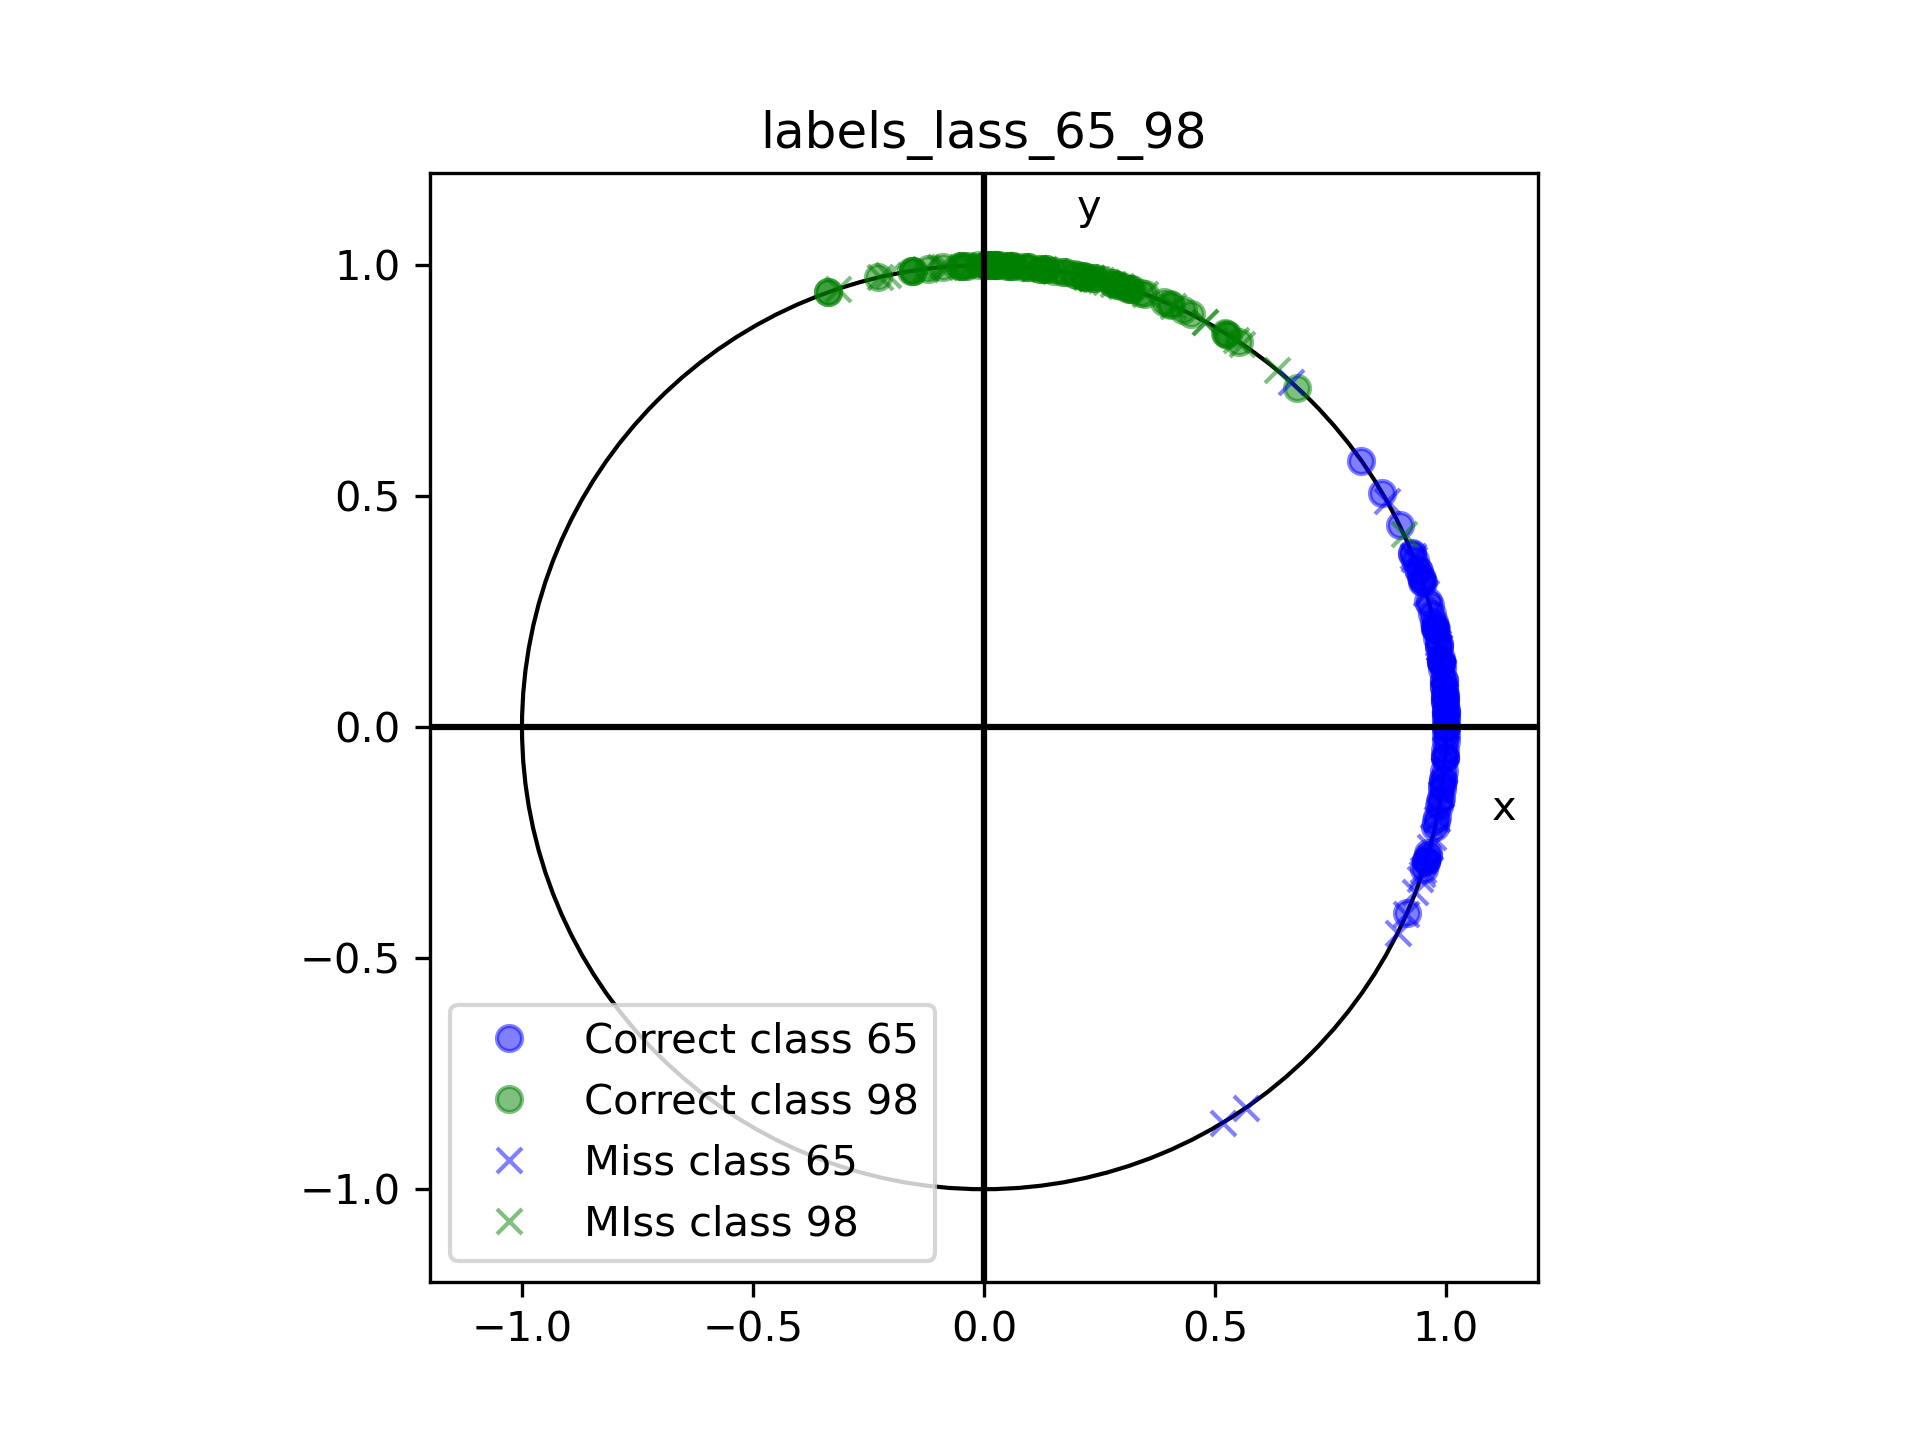 labels_lass_65_98
y
1.0
0.5
0.0
x
−0.5
−1.0
Correct class 65
Correct class 98
Miss class 65
MIss class 98
−1.0 −0.5 0.0 0.5 1.0